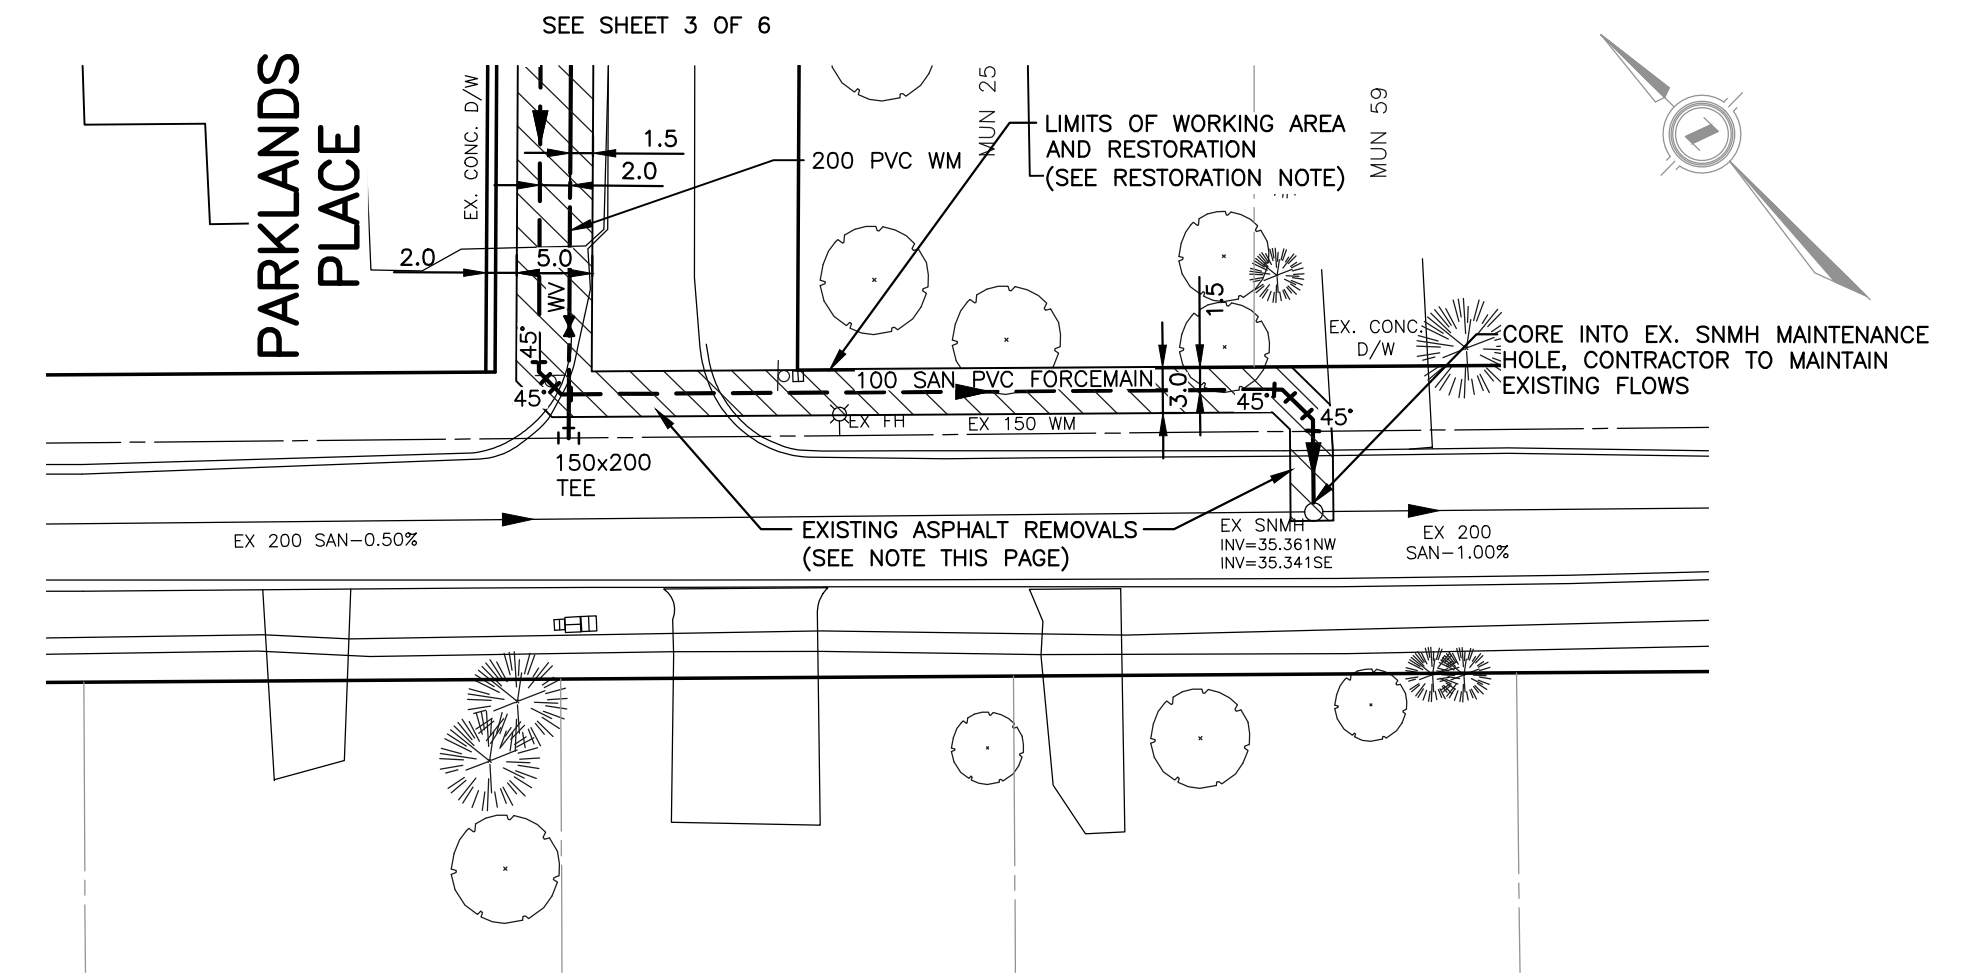 SEE SHEET 3 OF 6
PARKLANDS
PLACE
EX. CONC. D/W
MUN 25
MUN 59
1.5
2.0
200 PVC WM
LIMITS OF WORKING AREA
AND RESTORATION
(SEE RESTORATION NOTE)
2.0
5.0
WV
45°
45°
1.5
3.0
EX. CONC.
D/W
CORE INTO EX. SNMH MAINTENANCE
HOLE, CONTRACTOR TO MAINTAIN
EXISTING FLOWS
100 SAN PVC FORCEMAIN
45°
45°
EX FH
EX 150 WM
150x200
TEE
EXISTING ASPHALT REMOVALS
(SEE NOTE THIS PAGE)
EX 200 SAN-0.50%
EX SNMH
INV=35.361NW
INV=35.341SE
EX 200
SAN-1.00%